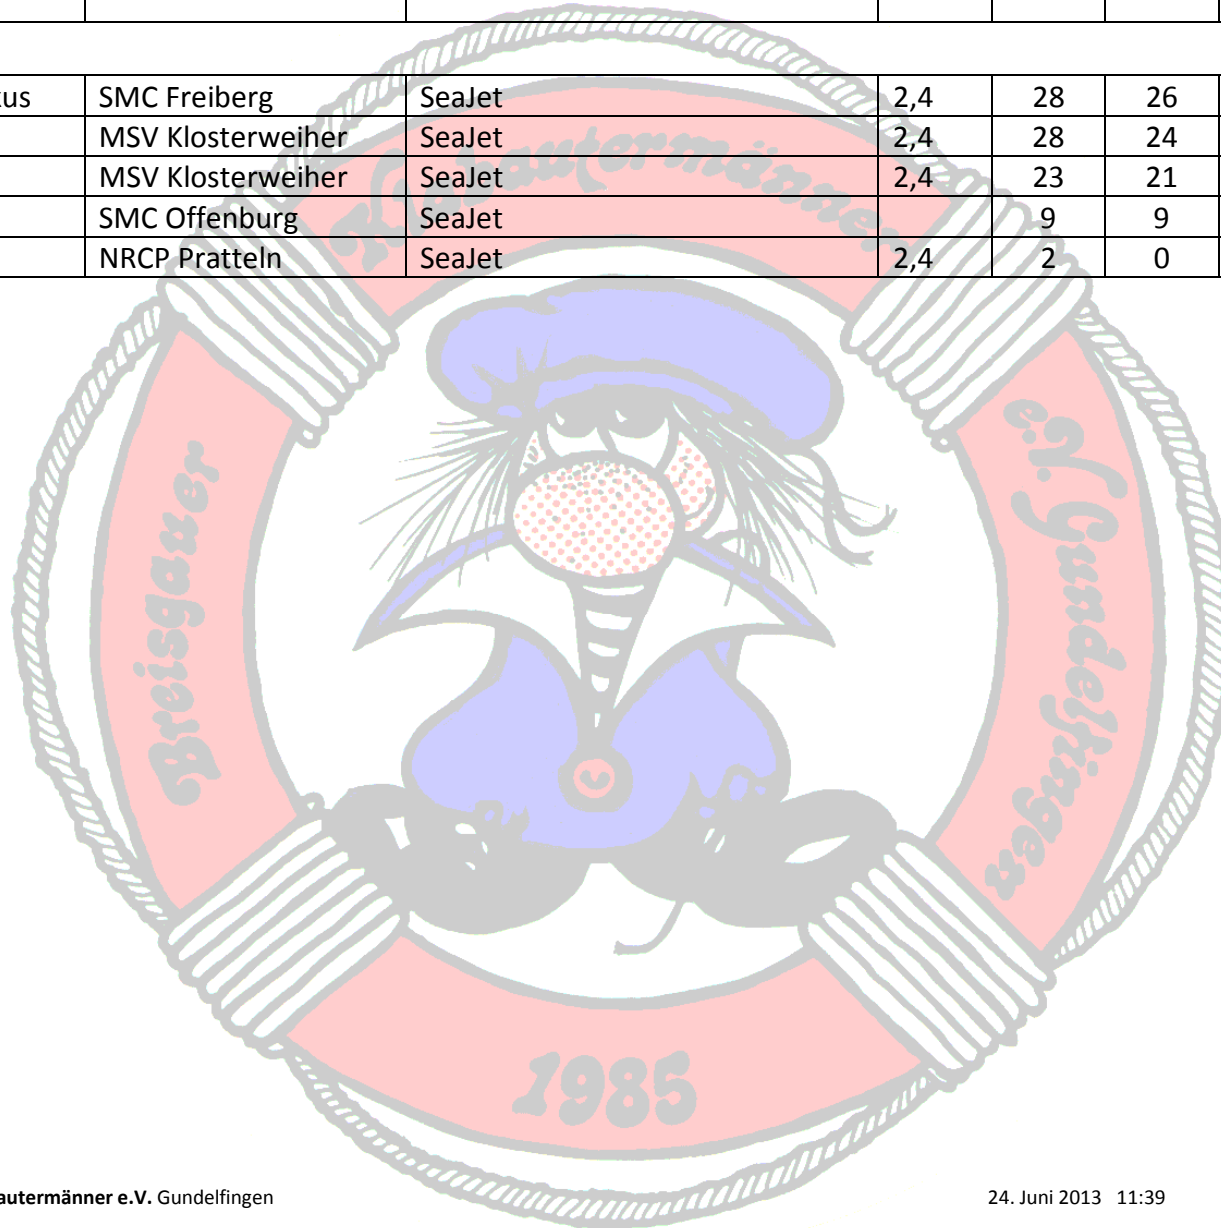 kus SMC Freiberg SeaJet 2,4 28 26
MSV Klosterweiher SeaJet 2,4 28 24
MSV Klosterweiher SeaJet 2,4 23 21
SMC Offenburg SeaJet 9 9
NRCP Pratteln SeaJet 2,4 2 0
Klabautermänner
Breisgauer
e.V. Gundelfingen
1985
autermänner e.V. Gundelfingen 24. Juni 2013 11:39